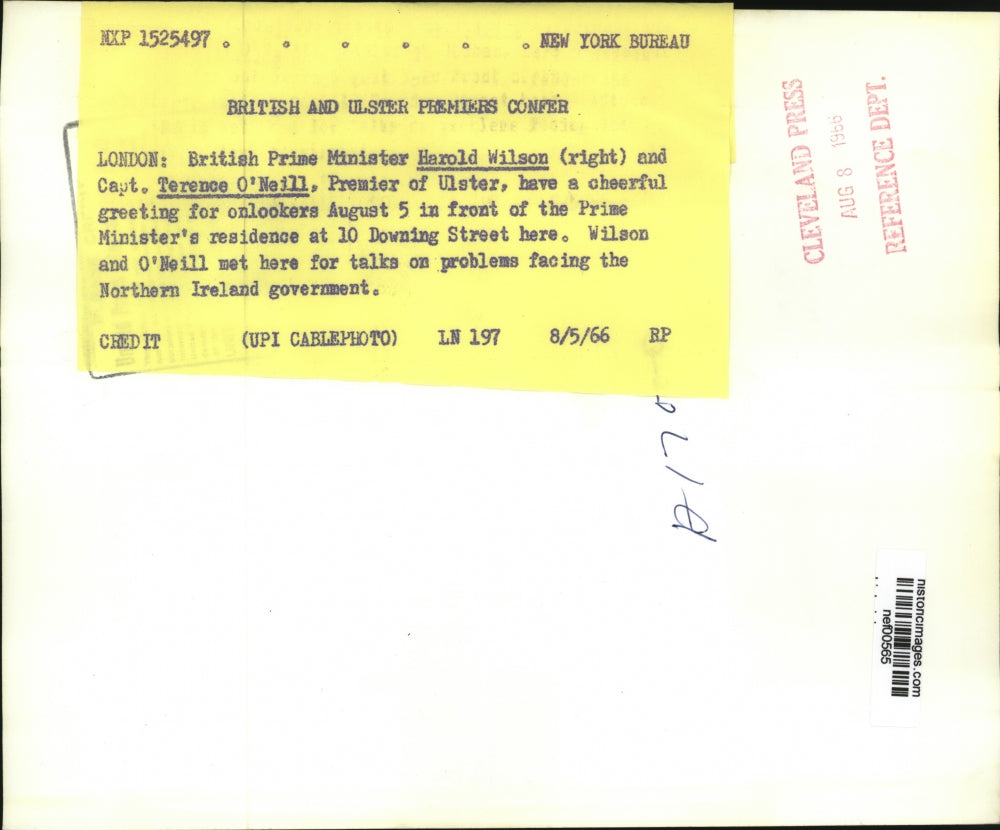 NXP 1525497 . . . . . . NEW YORK BUREAU
BRITISH AND ULSTER PREMIERS CONFER
LONDON: British Prime Minister Harold Wilson (right) and
Capt. Terence O'Neill, Premier of Ulster, have a cheerful
greeting for onlookers August 5 in front of the Prime
Minister's residence at 10 Downing Street here. Wilson
and O'Neill met here for talks on problems facing the
Northern Ireland government.
CREDIT (UPI CABLEPHOTO) LN 197 8/5/66 RP
CLEVELAND PRESS
AUG 8 1966
REFERENCE DEPT.
historicimages.com
nef00565